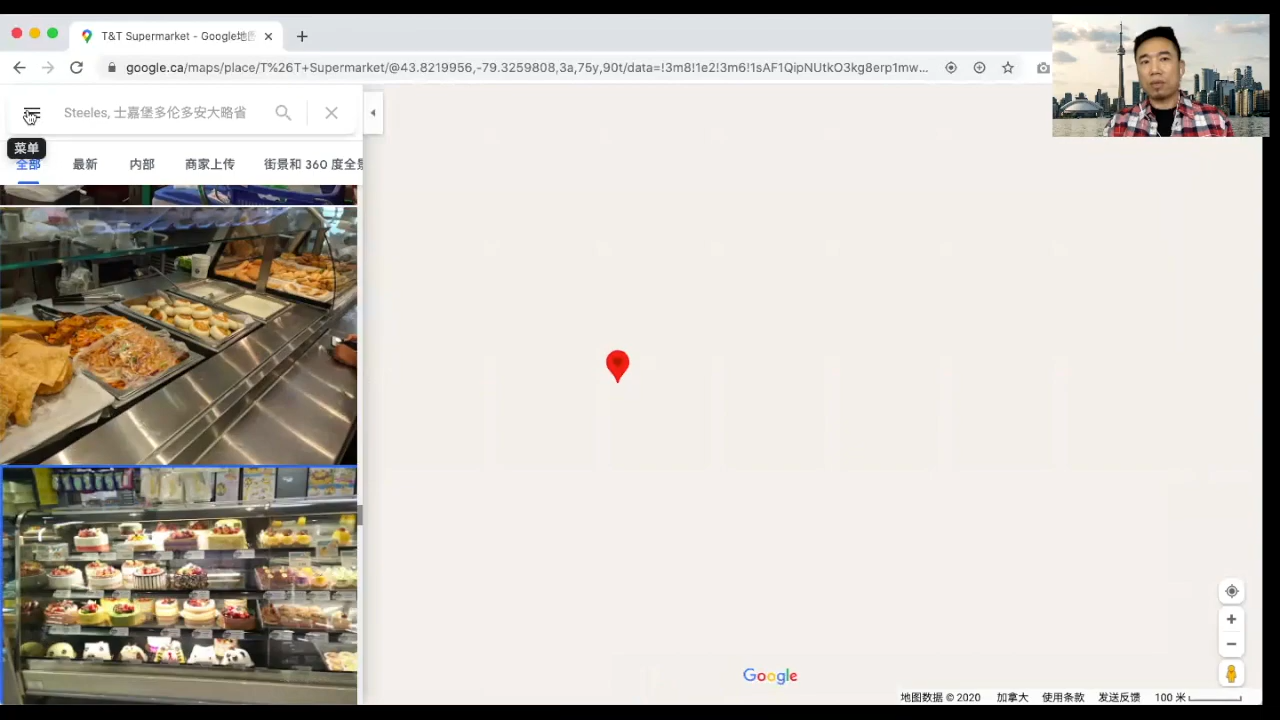 T&T Supermarket - Google地图
google.ca/maps/place/T%26T+Supermarket/@43.8219956,-79.3259808,3a,75y,90t/data=!3m8!1e2!3m6!1sAF1QipNUtkO3kg8erp1mw...
Steeles, 士嘉堡多伦多安大略省
菜单
全部 最新 内部 商家上传 街景和 360 度全景
Google
地图数据 © 2020 加拿大 使用条款 发送反馈 100 米